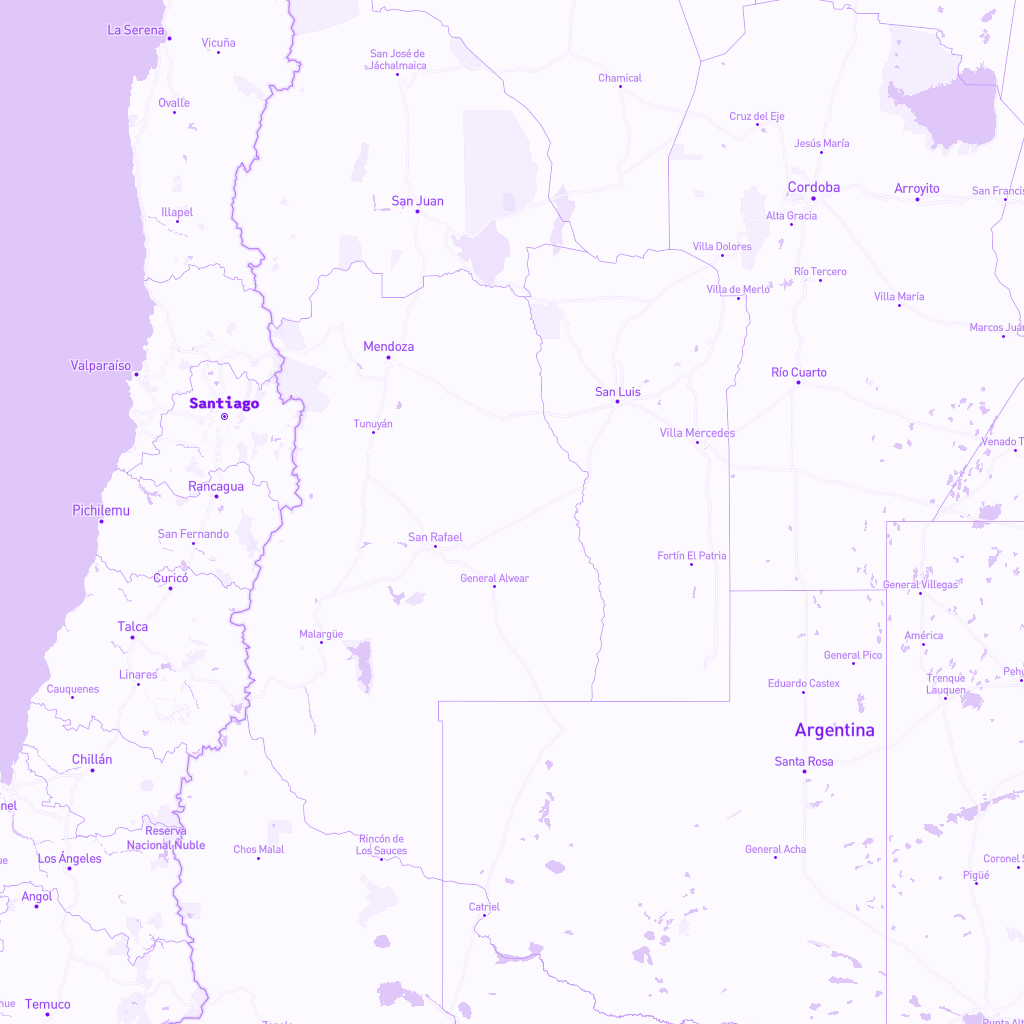 La Serena
Vicuña
San José de
Jáchalmaica
Chamical
Ovalle
Cruz del Eje
Jesús María
Cordoba
Arroyito
San Francis
San Juan
Illapel
Alta Gracia
Villa Dolores
Río Tercero
Villa de Merlo
Villa María
Marcos Juár
Mendoza
Valparaíso
Río Cuarto
San Luis
Santiago
Tunuyán
Villa Mercedes
Venado T
Rancagua
Pichilemu
San Fernando
San Rafael
Fortín El Patria
Curicó
General Alvear
General Villegas
Talca
Malargüe
América
General Pico
Linares
Pehu
Trenque
Lauquen
Cauquenes
Eduardo Castex
Argentina
Chillán
Santa Rosa
nel
Reserva
Nacional Ñuble
Rincón de
Los Sauces
Chos Malal
General Acha
ue
Los Ángeles
Coronel S
Pigüé
Angol
Catriel
nue
Temuco
Zapala
Punta Alt